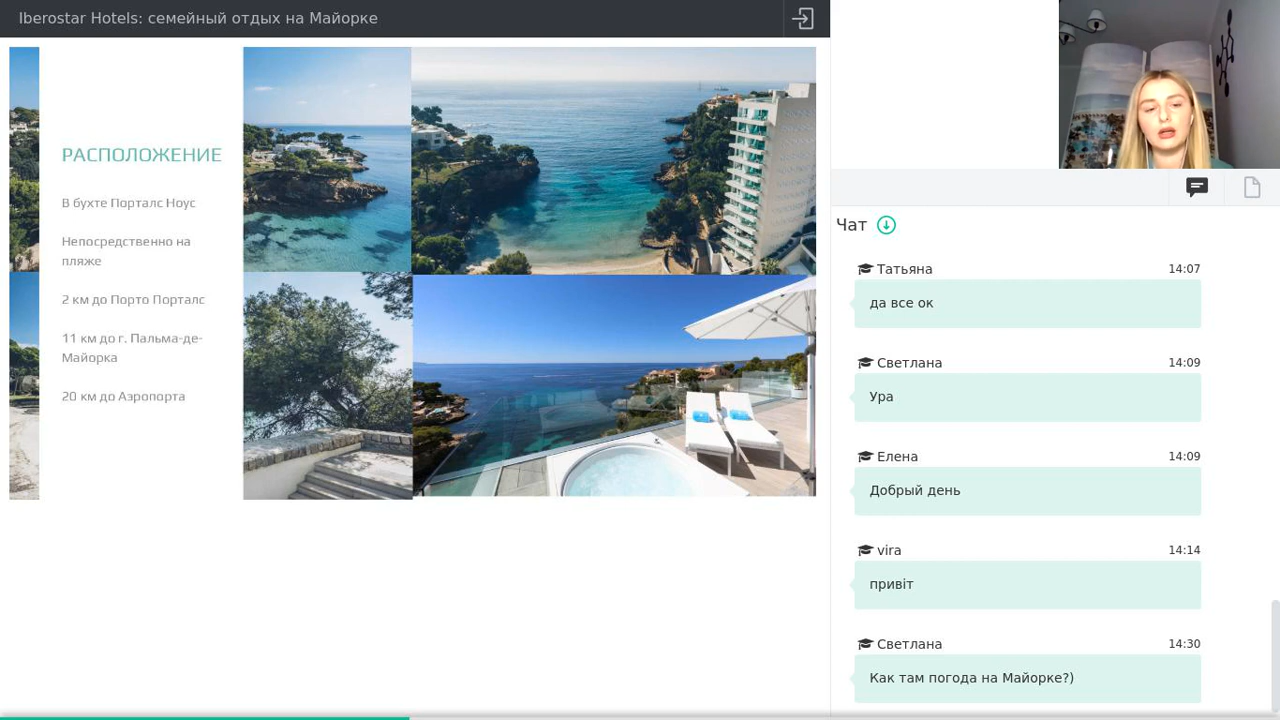 Iberostar Hotels: семейный отдых на Майорке
РАСПОЛОЖЕНИЕ
В бухте Порталс Ноус
Непосредственно на
пляже
2 км до Порто Порталс
11 км до г. Пальма-де-
Майорка
20 км до Аэропорта
Чат
Татьяна 14:07
да все ок
Светлана 14:09
Ура
Елена 14:09
Добрый день
vira 14:14
привіт
Светлана 14:30
Как там погода на Майорке?)